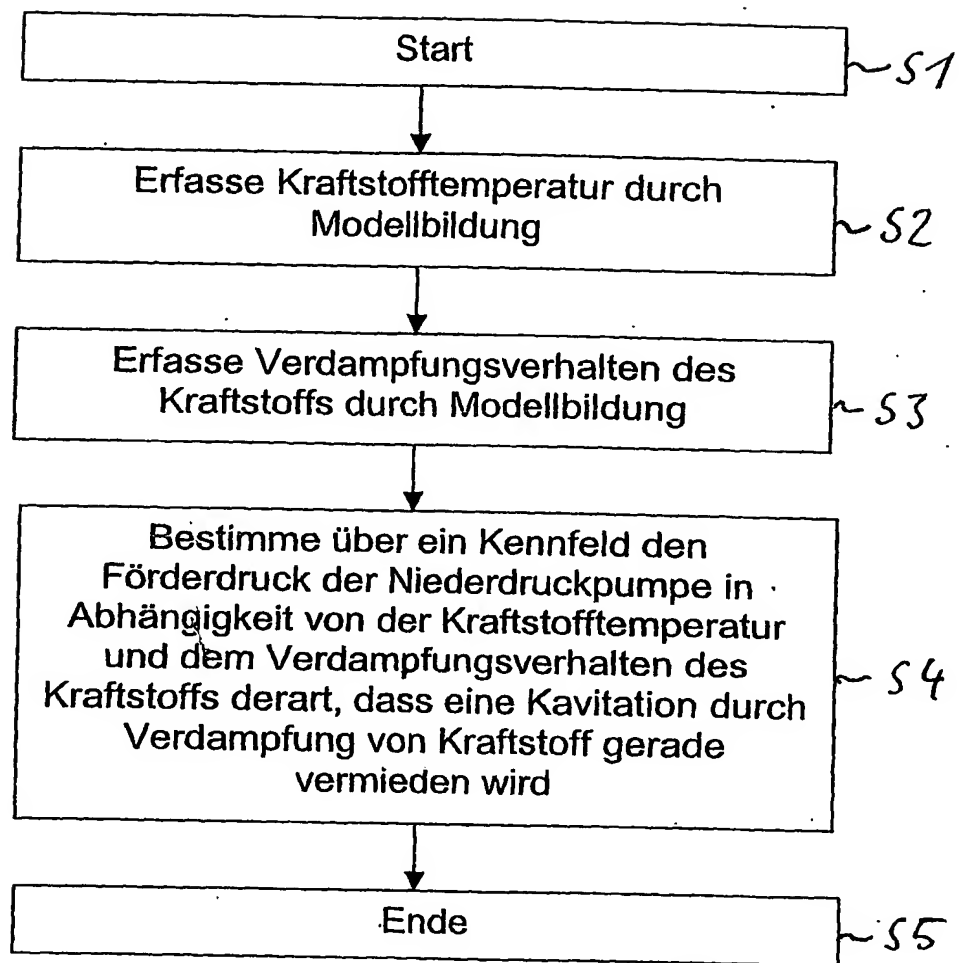 Start
S1
Erfasse Kraftstofftemperatur durch
Modellbildung
S2
Erfasse Verdampfungsverhalten des
Kraftstoffs durch Modellbildung
S3
Bestimme über ein Kennfeld den
Förderdruck der Niederdruckpumpe in
Abhängigkeit von der Kraftstofftemperatur
und dem Verdampfungsverhalten des
Kraftstoffs derart, dass eine Kavitation durch
Verdampfung von Kraftstoff gerade
vermieden wird
S4
Ende
S5